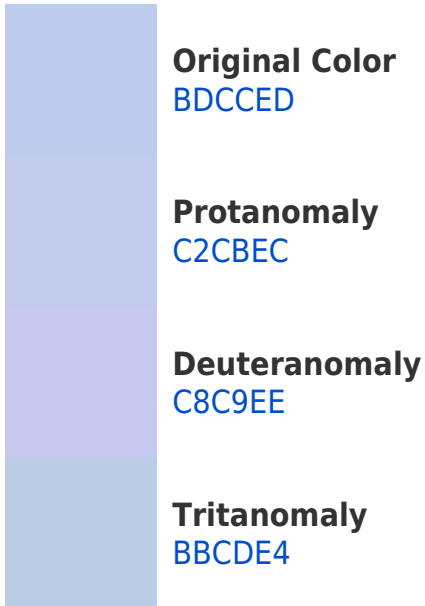 Original Color
BDCCED
Protanomaly
C2CBEC
Deuteranomaly
C8C9EE
Tritanomaly
BBCDE4